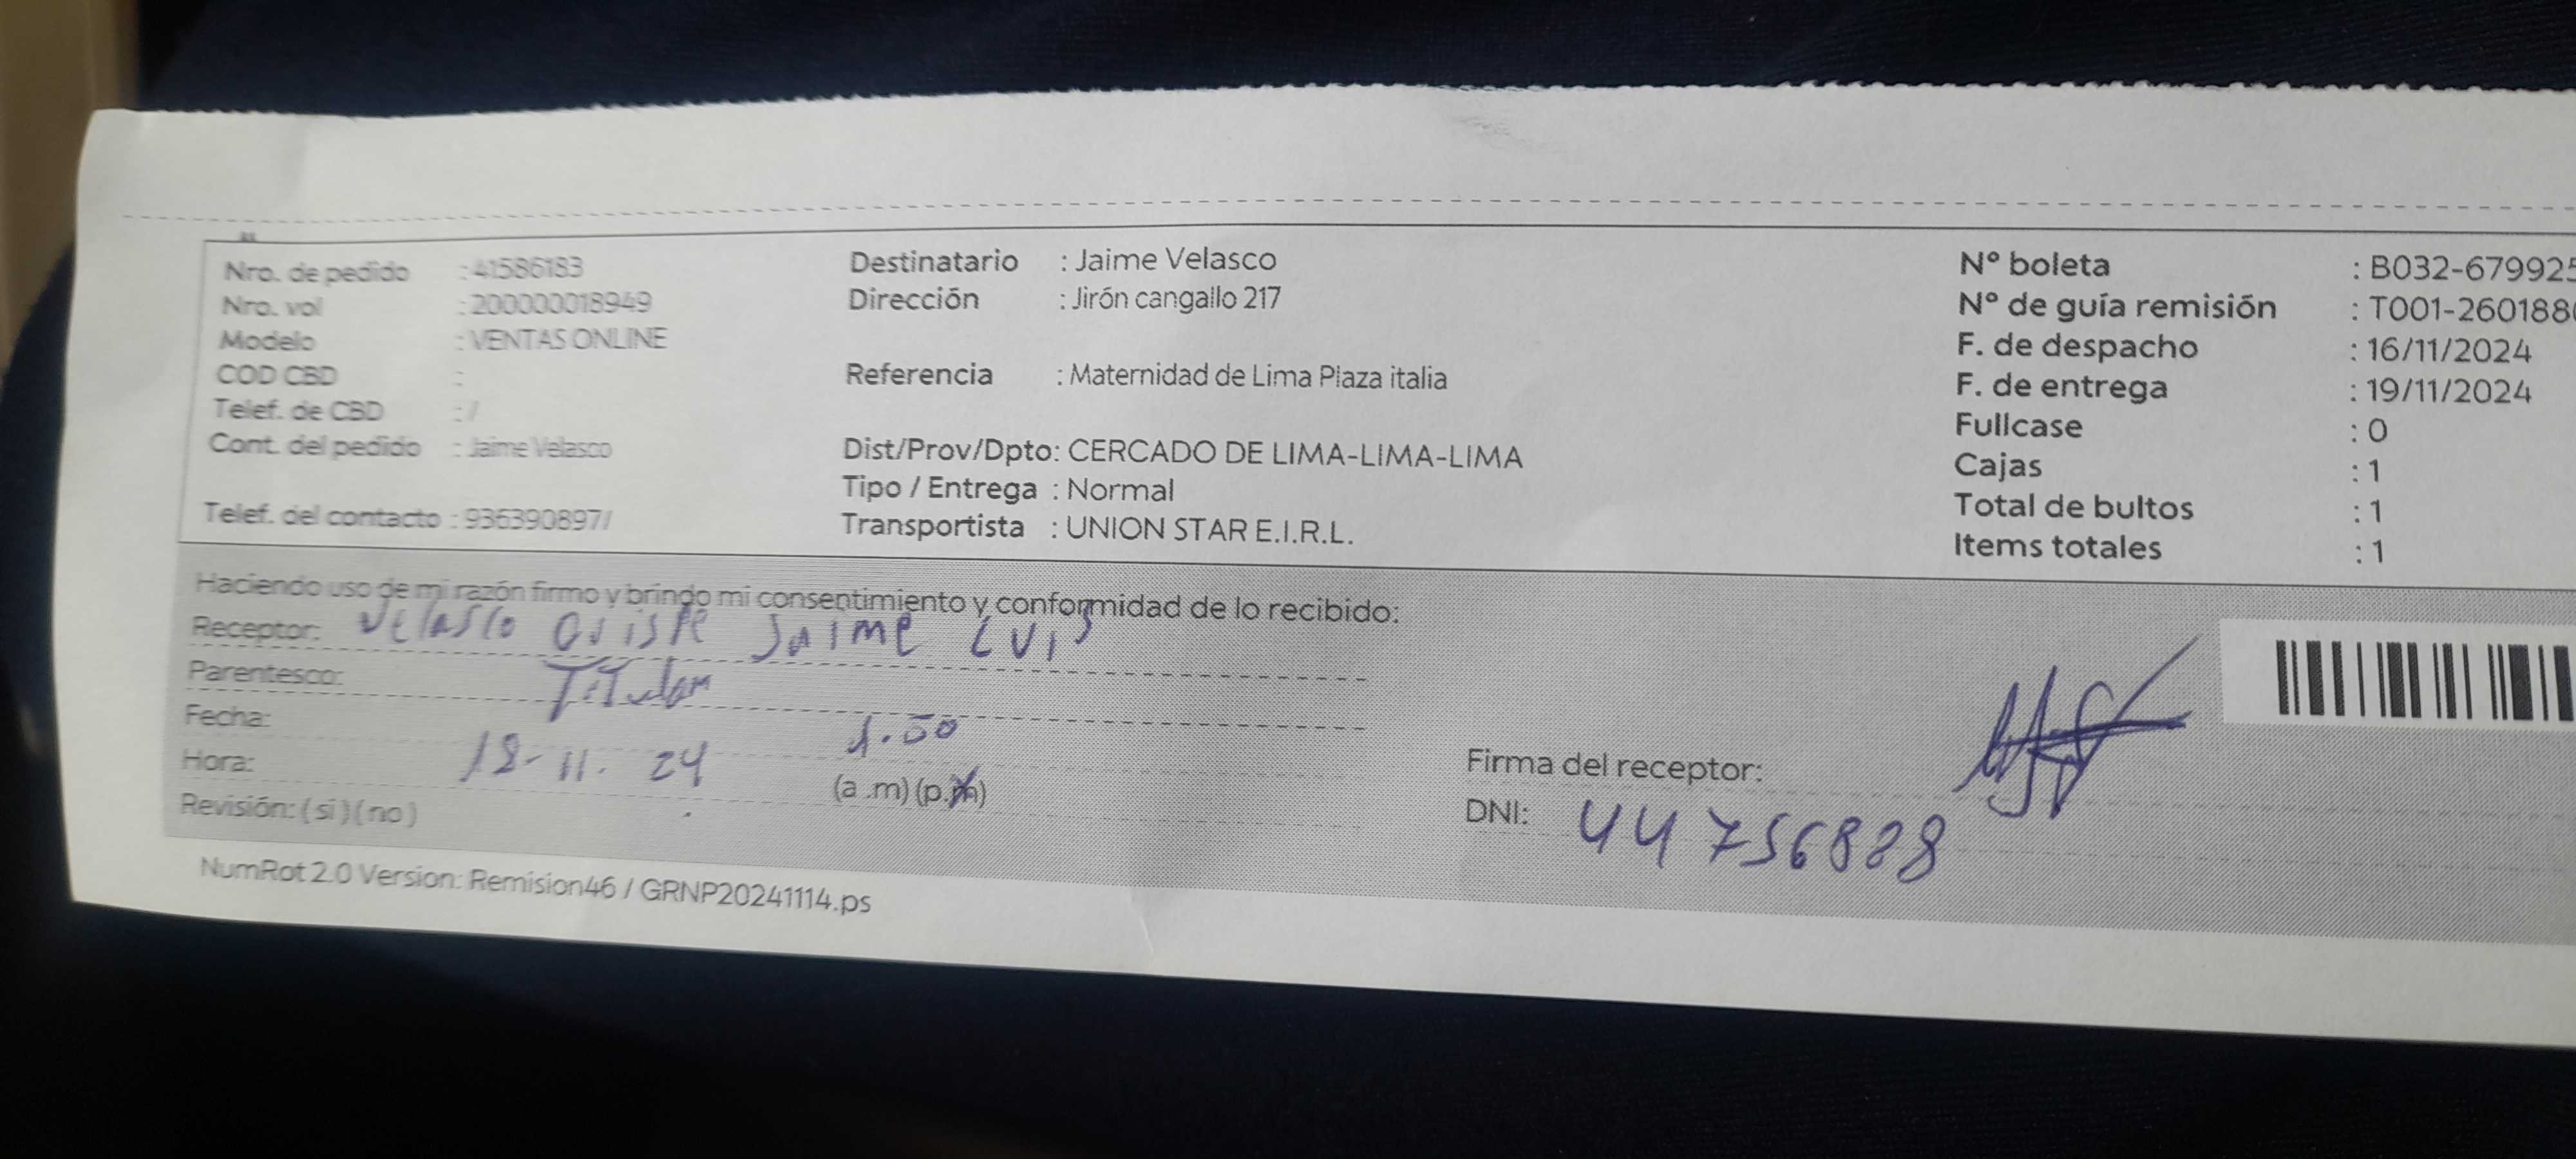 Nro. de pedido : 41586183
Nro. vol : 200000018949
Modelo : VENTAS ONLINE
COD CBD :
Telef. de CBD : /
Cont. del pedido : Jaime Velasco
Telef. del contacto : 936390897/
Destinatario : Jaime Velasco
Dirección : Jirón cangallo 217
Referencia : Maternidad de Lima Plaza italia
Dist/Prov/Dpto: CERCADO DE LIMA-LIMA-LIMA
Tipo / Entrega : Normal
Transportista : UNION STAR E.I.R.L.
Nº boleta : B032-679925
Nº de guía remisión : T001-260188
F. de despacho : 16/11/2024
F. de entrega : 19/11/2024
Fullcase : 0
Cajas : 1
Total de bultos : 1
Items totales : 1
Haciendo uso de mi razón firmo y brindo mi consentimiento y conformidad de lo recibido:
Receptor: Velasco Quispe Jaime Luis
Parentesco: Titular
Fecha: 18-11.24
Hora: 1.50 (a .m) (p.m)
Revisión: ( si ) ( no )
Firma del receptor:
DNI: 44756888
NumRot 2.0 Version: Remision46 / GRNP20241114.ps